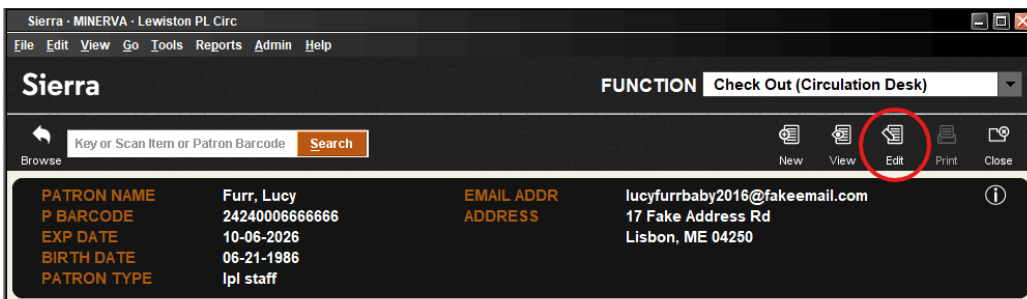 Sierra · MINERVA · Lewiston PL Circ
File Edit View Go Tools Reports Admin Help
Sierra
FUNCTION Check Out (Circulation Desk)
Browse
Key or Scan Item or Patron Barcode Search
New View Edit Print Close
PATRON NAME Furr, Lucy EMAIL ADDR lucyfurrbaby2016@fakeemail.com
P BARCODE 24240006666666 ADDRESS 17 Fake Address Rd
EXP DATE 10-06-2026 Lisbon, ME 04250
BIRTH DATE 06-21-1986
PATRON TYPE lpl staff